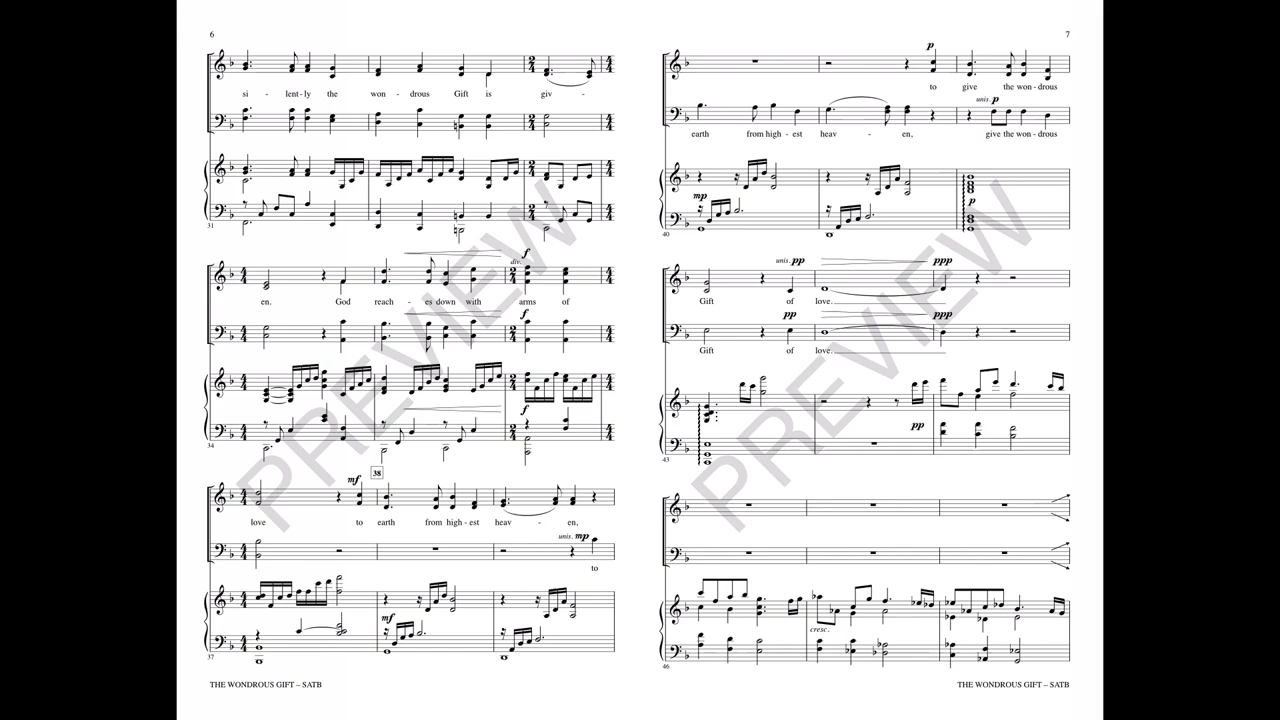 6
si - lent - ly the won - drous Gift is giv -
31
PREVIEW
f
div.
en. God reach - es down with arms of
f
f
34
38
mf
love to earth from high - est heav - en,
unis. mp
to
mf
37
THE WONDROUS GIFT – SATB
7
p
to give the won - drous
unis. p
earth from high - est heav - en, give the won - drous
mp
p
40
unis. pp ppp
Gift of love.
pp ppp
Gift of love.
PREVIEW
pp
43
cresc.
46
THE WONDROUS GIFT – SATB